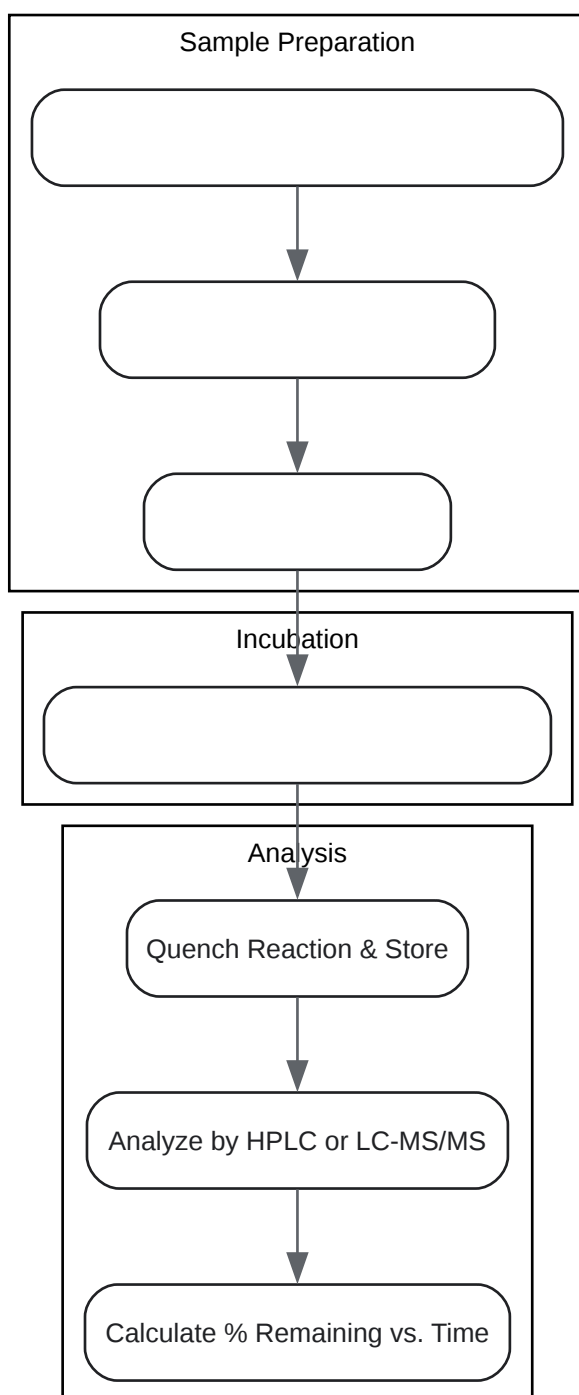 Sample Preparation
Incubation
Analysis
Quench Reaction & Store
Analyze by HPLC or LC-MS/MS
Calculate % Remaining vs. Time